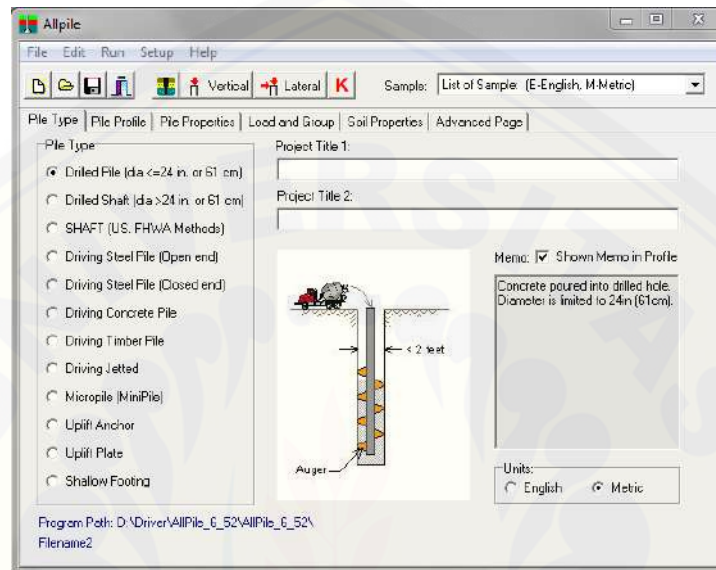 Allpile
File Edit Run Setup Help
Vertical Lateral K Sample: List of Sample: (E-English, M-Metric)
Pile Type Pile Profile Pile Properties Load and Group Soil Properties Advanced Page
Pile Type
Drilled Pile (dia <=24 in. or 61 cm)
Drilled Shaft (dia >24 in. or 61 cm)
SHAFT (US. FHWA Methods)
Driving Steel Pile (Open end)
Driving Steel Pile (Closed end)
Driving Concrete Pile
Driving Timber Pile
Driving Jetted
Micropile (MiniPile)
Uplift Anchor
Uplift Plate
Shallow Footing
Project Title 1:
Project Title 2:
< 2 feet
Auger
Memo: Shown Memo in Profile
Concrete poured into drilled hole.
Diameter is limited to 24in (61cm).
Units:
English Metric
Program Path: D:\Driver\AllPile_6_52\AllPile_6_52\
Filename2